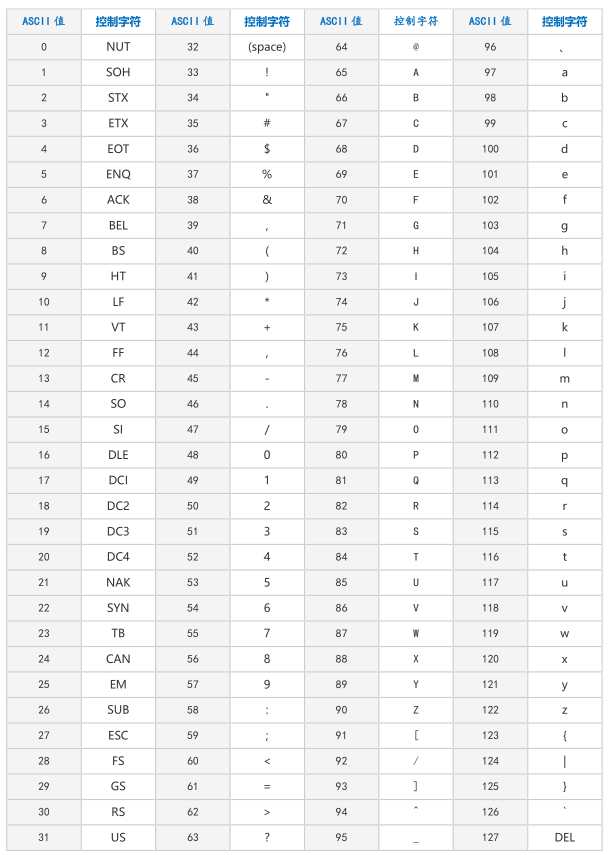 ASCII 值 控制字符 ASCII 值 控制字符 ASCII 值 控制字符 ASCII 值 控制字符
0 NUT 32 (space) 64 @ 96 、
1 SOH 33 ! 65 A 97 a
2 STX 34 " 66 B 98 b
3 ETX 35 # 67 C 99 c
4 EOT 36 $ 68 D 100 d
5 ENQ 37 % 69 E 101 e
6 ACK 38 & 70 F 102 f
7 BEL 39 , 71 G 103 g
8 BS 40 ( 72 H 104 h
9 HT 41 ) 73 I 105 i
10 LF 42 * 74 J 106 j
11 VT 43 + 75 K 107 k
12 FF 44 , 76 L 108 l
13 CR 45 - 77 M 109 m
14 SO 46 . 78 N 110 n
15 SI 47 / 79 O 111 o
16 DLE 48 0 80 P 112 p
17 DCI 49 1 81 Q 113 q
18 DC2 50 2 82 R 114 r
19 DC3 51 3 83 S 115 s
20 DC4 52 4 84 T 116 t
21 NAK 53 5 85 U 117 u
22 SYN 54 6 86 V 118 v
23 TB 55 7 87 W 119 w
24 CAN 56 8 88 X 120 x
25 EM 57 9 89 Y 121 y
26 SUB 58 : 90 Z 122 z
27 ESC 59 ; 91 [ 123 {
28 FS 60 < 92 / 124 |
29 GS 61 = 93 ] 125 }
30 RS 62 > 94 ^ 126 `
31 US 63 ? 95 _ 127 DEL